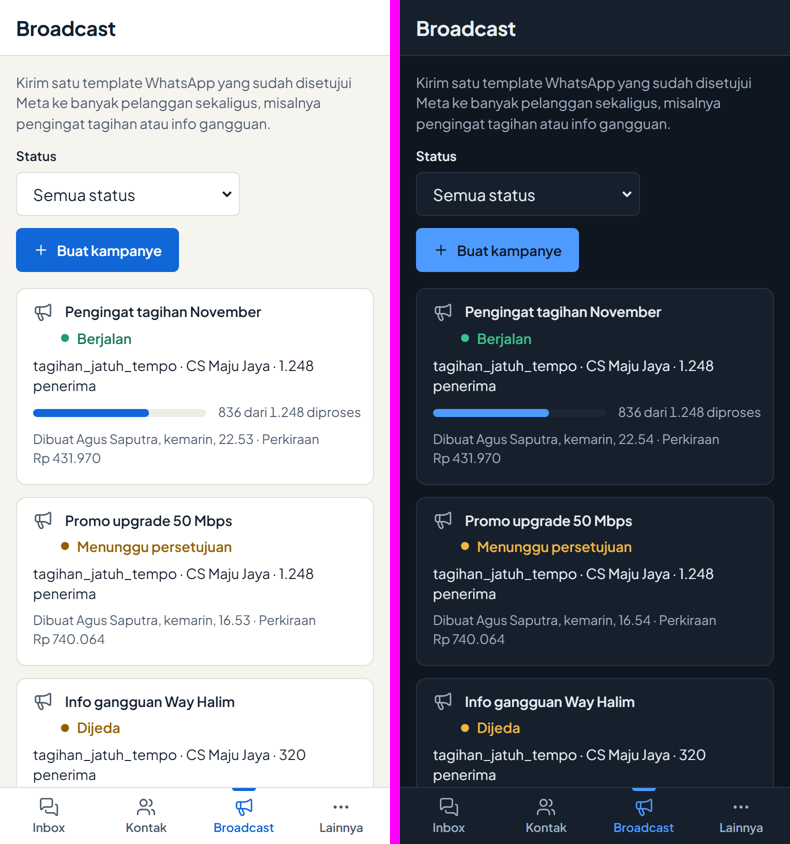 Broadcast
Kirim satu template WhatsApp yang sudah disetujui
Meta ke banyak pelanggan sekaligus, misalnya
pengingat tagihan atau info gangguan.
Status
Semua status
+ Buat kampanye
Pengingat tagihan November
Berjalan
tagihan_jatuh_tempo · CS Maju Jaya · 1.248
penerima
836 dari 1.248 diproses
Dibuat Agus Saputra, kemarin, 22.53 · Perkiraan
Rp 431.970
Promo upgrade 50 Mbps
Menunggu persetujuan
tagihan_jatuh_tempo · CS Maju Jaya · 1.248
penerima
Dibuat Agus Saputra, kemarin, 16.53 · Perkiraan
Rp 740.064
Info gangguan Way Halim
Dijeda
tagihan_jatuh_tempo · CS Maju Jaya · 320
penerima
Inbox
Kontak
Broadcast
Lainnya
Broadcast
Kirim satu template WhatsApp yang sudah disetujui
Meta ke banyak pelanggan sekaligus, misalnya
pengingat tagihan atau info gangguan.
Status
Semua status
+ Buat kampanye
Pengingat tagihan November
Berjalan
tagihan_jatuh_tempo · CS Maju Jaya · 1.248
penerima
836 dari 1.248 diproses
Dibuat Agus Saputra, kemarin, 22.54 · Perkiraan
Rp 431.970
Promo upgrade 50 Mbps
Menunggu persetujuan
tagihan_jatuh_tempo · CS Maju Jaya · 1.248
penerima
Dibuat Agus Saputra, kemarin, 16.54 · Perkiraan
Rp 740.064
Info gangguan Way Halim
Dijeda
tagihan_jatuh_tempo · CS Maju Jaya · 320
penerima
Inbox
Kontak
Broadcast
Lainnya